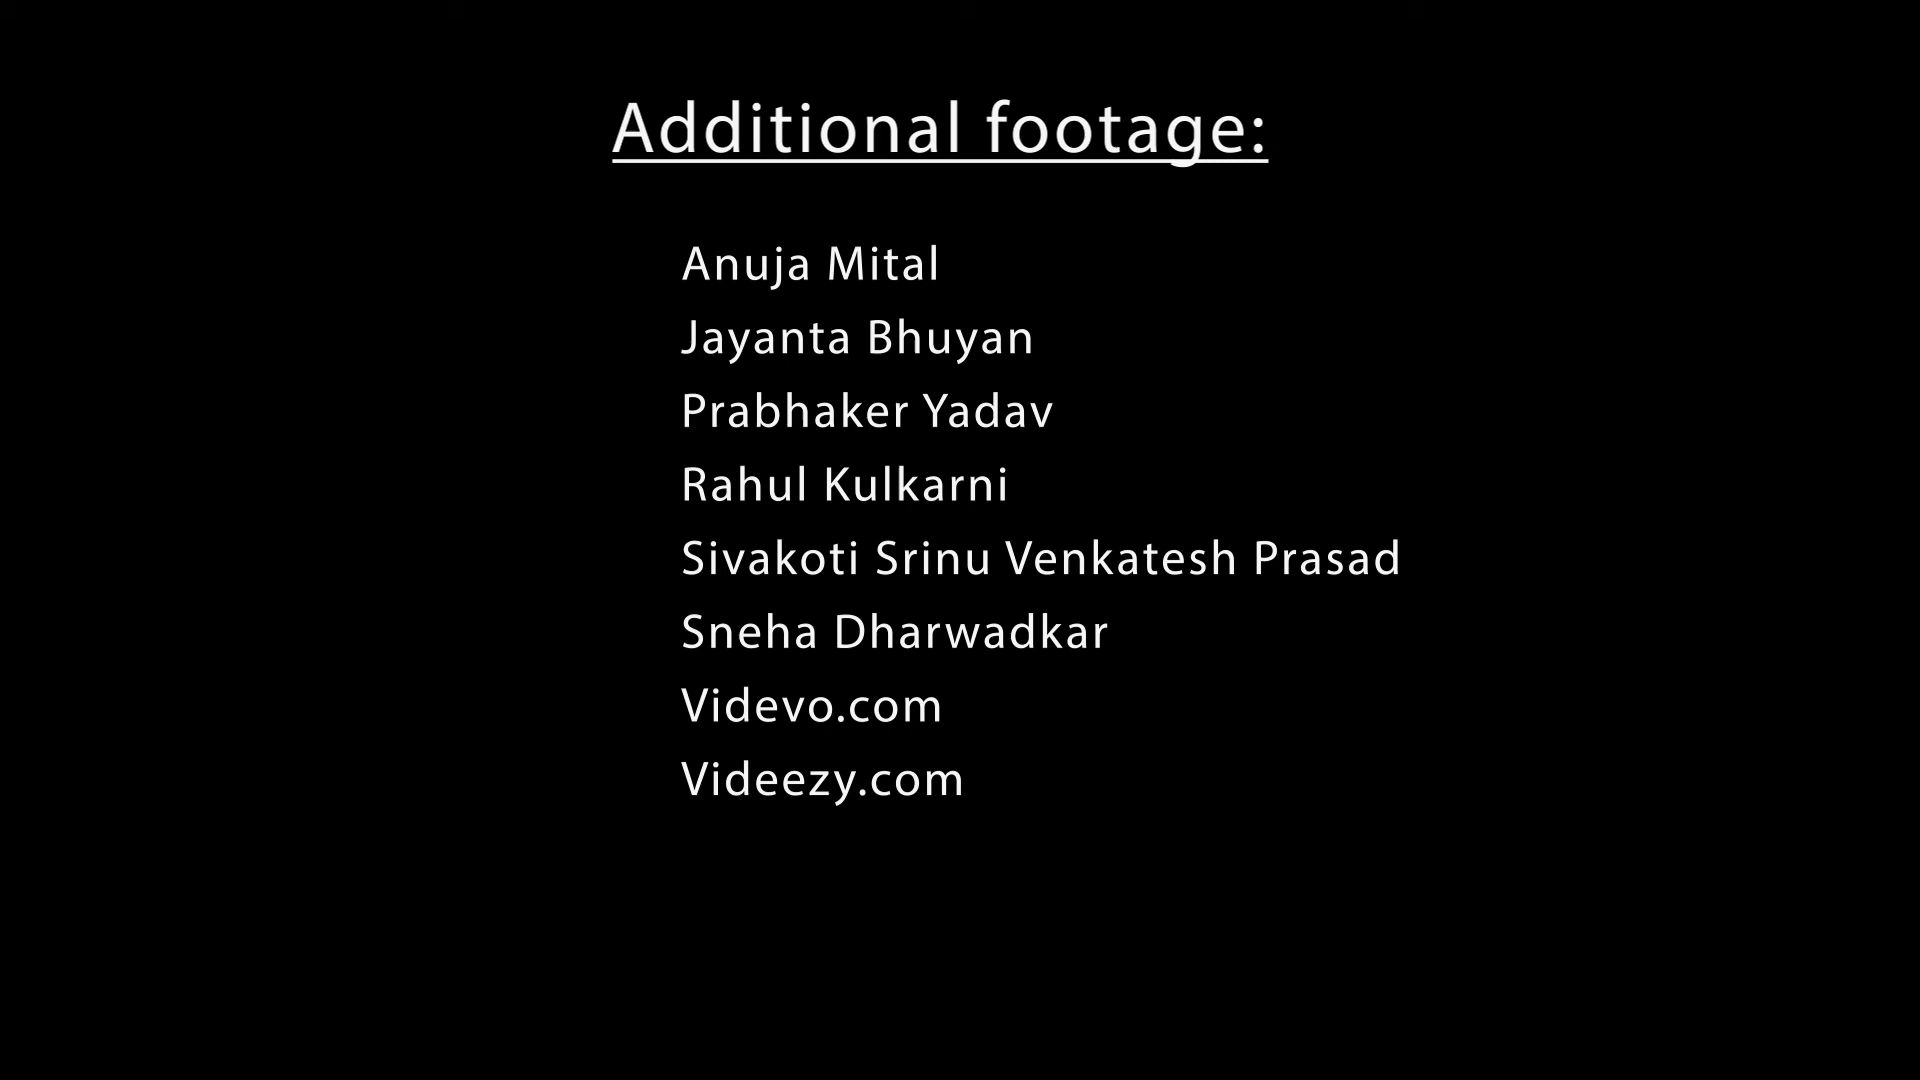 Additional footage:
Anuja Mital
Jayanta Bhuyan
Prabhaker Yadav
Rahul Kulkarni
Sivakoti Srinu Venkatesh Prasad
Sneha Dharwadkar
Videvo.com
Videezy.com